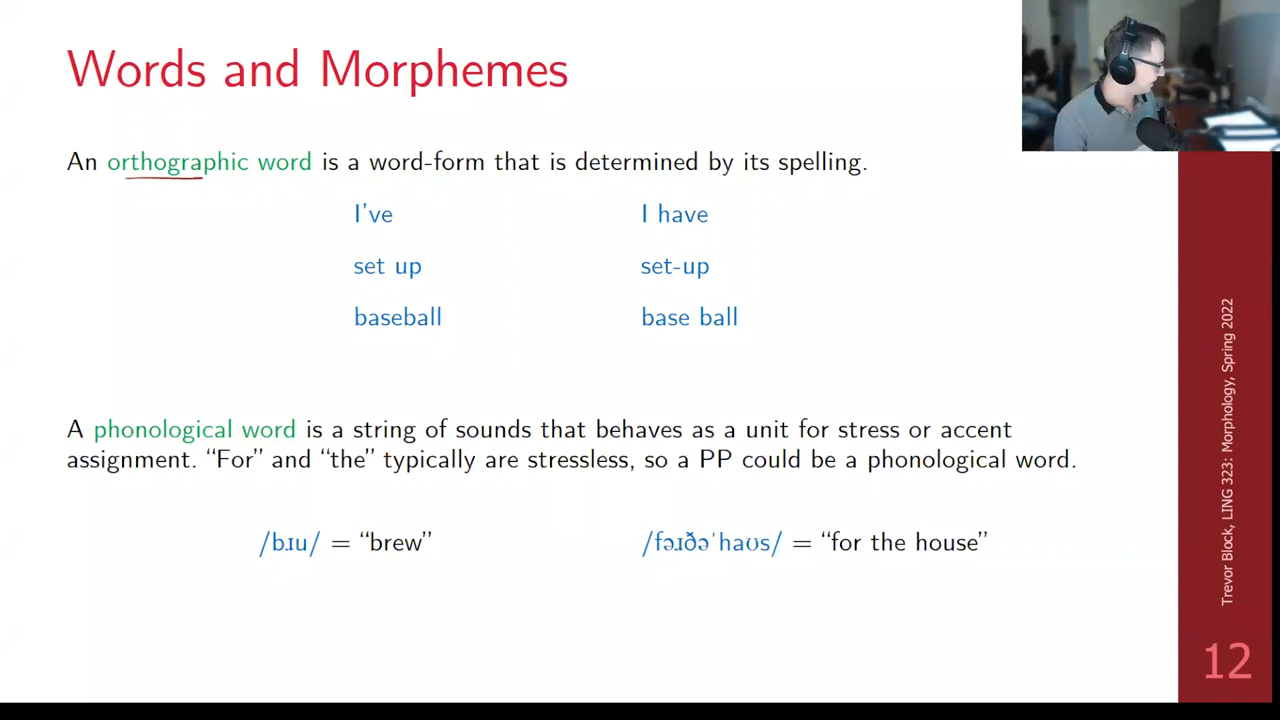 Words and Morphemes
An orthographic word is a word-form that is determined by its spelling.
I've I have
set up set-up
baseball base ball
A phonological word is a string of sounds that behaves as a unit for stress or accent
assignment. “For” and “the” typically are stressless, so a PP could be a phonological word.
/bɹu/ = “brew” /fəɹðəˈhaʊs/ = “for the house”
Trevor Block, LING 323: Morphology, Spring 2022
12